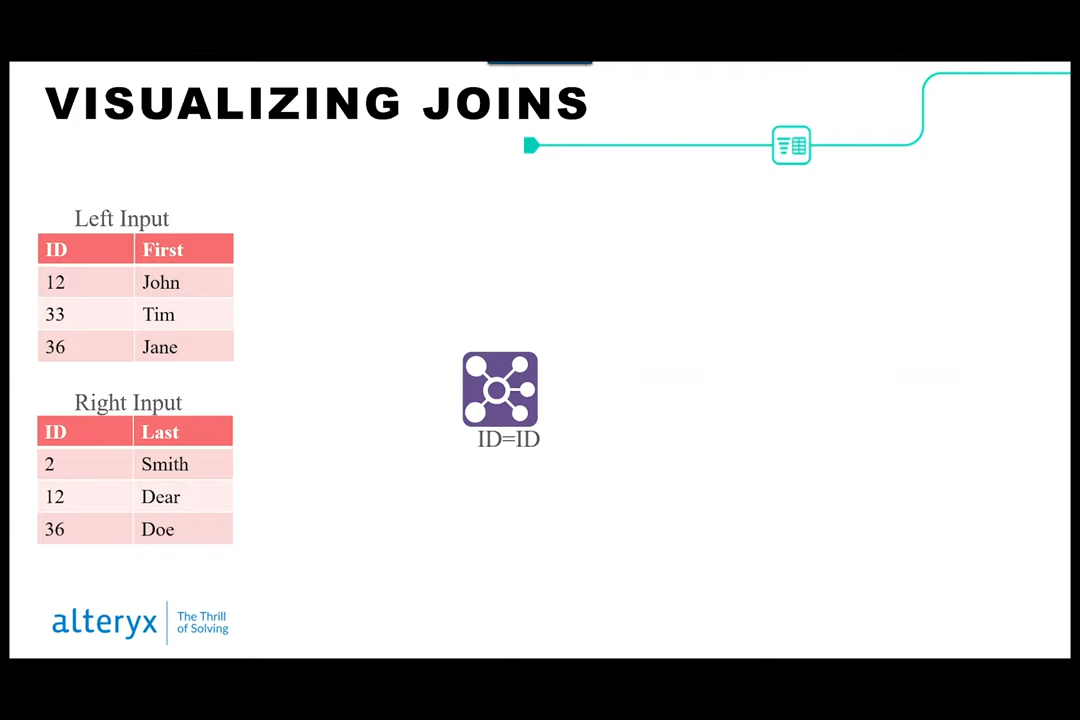 VISUALIZING JOINS
Left Input
ID First
12 John
33 Tim
36 Jane
Right Input
ID Last
2 Smith
12 Dear
36 Doe
ID=ID
alteryx
The Thrill
of Solving